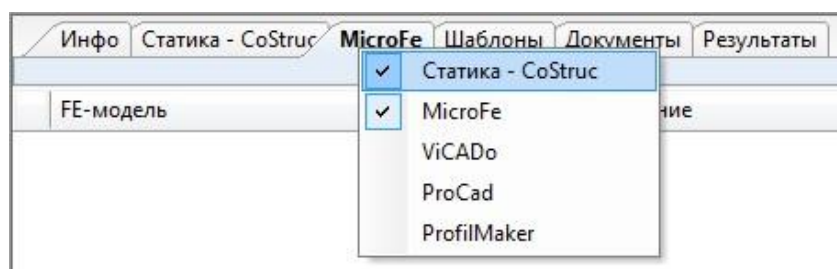 Инфо Статика - CoStruc MicroFe Шаблоны Документы Результаты
Статика - CoStruc
FE-модель MicroFe ние
ViCADo
ProCad
ProfilMaker